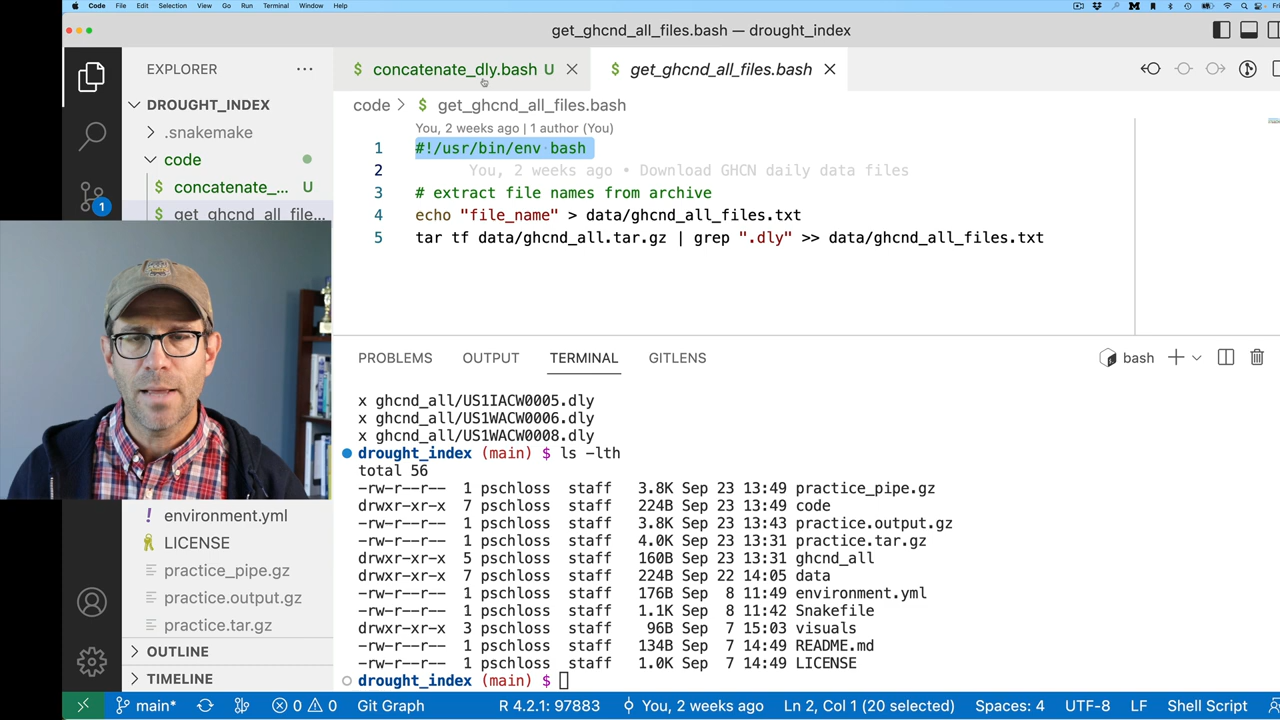 Code File Edit Selection View Go Run Terminal Window Help
get_ghcnd_all_files.bash — drought_index
EXPLORER
$ concatenate_dly.bash U
$ get_ghcnd_all_files.bash
DROUGHT_INDEX
code > $ get_ghcnd_all_files.bash
.snakemake
You, 2 weeks ago | 1 author (You)
code
1 #!/usr/bin/env bash
2 You, 2 weeks ago • Download GHCN daily data files
$ concatenate_... U
3 # extract file names from archive
1
$ get_ghcnd_all_file...
4 echo "file_name" > data/ghcnd_all_files.txt
5 tar tf data/ghcnd_all.tar.gz | grep ".dly" >> data/ghcnd_all_files.txt
PROBLEMS OUTPUT TERMINAL GITLENS
bash
x ghcnd_all/US1IACW0005.dly
x ghcnd_all/US1WACW0006.dly
x ghcnd_all/US1WACW0008.dly
drought_index (main) $ ls -lth
total 56
-rw-r--r-- 1 pschloss staff 3.8K Sep 23 13:49 practice_pipe.gz
drwxr-xr-x 7 pschloss staff 224B Sep 23 13:49 code
-rw-r--r-- 1 pschloss staff 3.8K Sep 23 13:43 practice.output.gz
-rw-r--r-- 1 pschloss staff 4.0K Sep 23 13:31 practice.tar.gz
drwxr-xr-x 5 pschloss staff 160B Sep 23 13:31 ghcnd_all
drwxr-xr-x 7 pschloss staff 224B Sep 22 14:05 data
-rw-r--r-- 1 pschloss staff 176B Sep 8 11:49 environment.yml
-rw-r--r-- 1 pschloss staff 1.1K Sep 8 11:42 Snakefile
drwxr-xr-x 3 pschloss staff 96B Sep 7 15:03 visuals
-rw-r--r-- 1 pschloss staff 134B Sep 7 14:49 README.md
-rw-r--r-- 1 pschloss staff 1.0K Sep 7 14:49 LICENSE
drought_index (main) $
! environment.yml
LICENSE
practice_pipe.gz
practice.output.gz
practice.tar.gz
OUTLINE
TIMELINE
main* 0 0 Git Graph R 4.2.1: 97883 You, 2 weeks ago Ln 2, Col 1 (20 selected) Spaces: 4 UTF-8 LF Shell Script